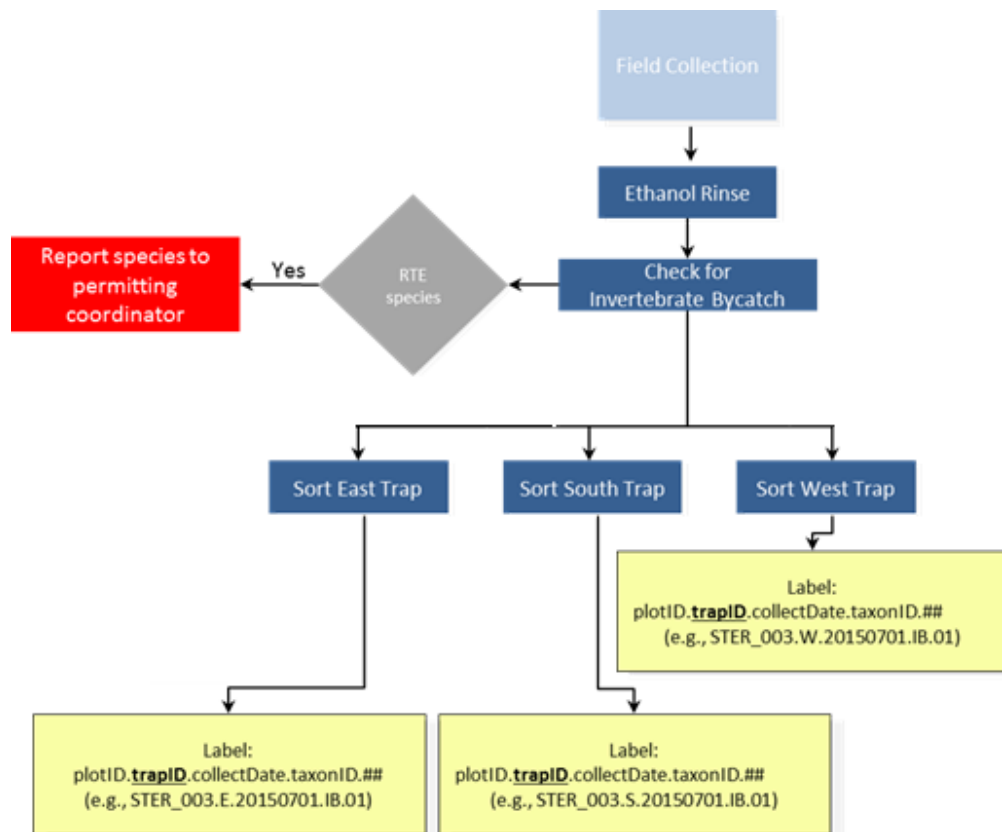 Field Collection
Ethanol Rinse
Check for
Invertebrate Bycatch
RTE
species
Yes
Report species to
permitting
coordinator
Sort East Trap
Sort South Trap
Sort West Trap
Label:
plotID.trapID.collectDate.taxonID.##
(e.g., STER_003.W.20150701.IB.01)
Label:
plotID.trapID.collectDate.taxonID.##
(e.g., STER_003.E.20150701.IB.01)
Label:
plotID.trapID.collectDate.taxonID.##
(e.g., STER_003.S.20150701.IB.01)